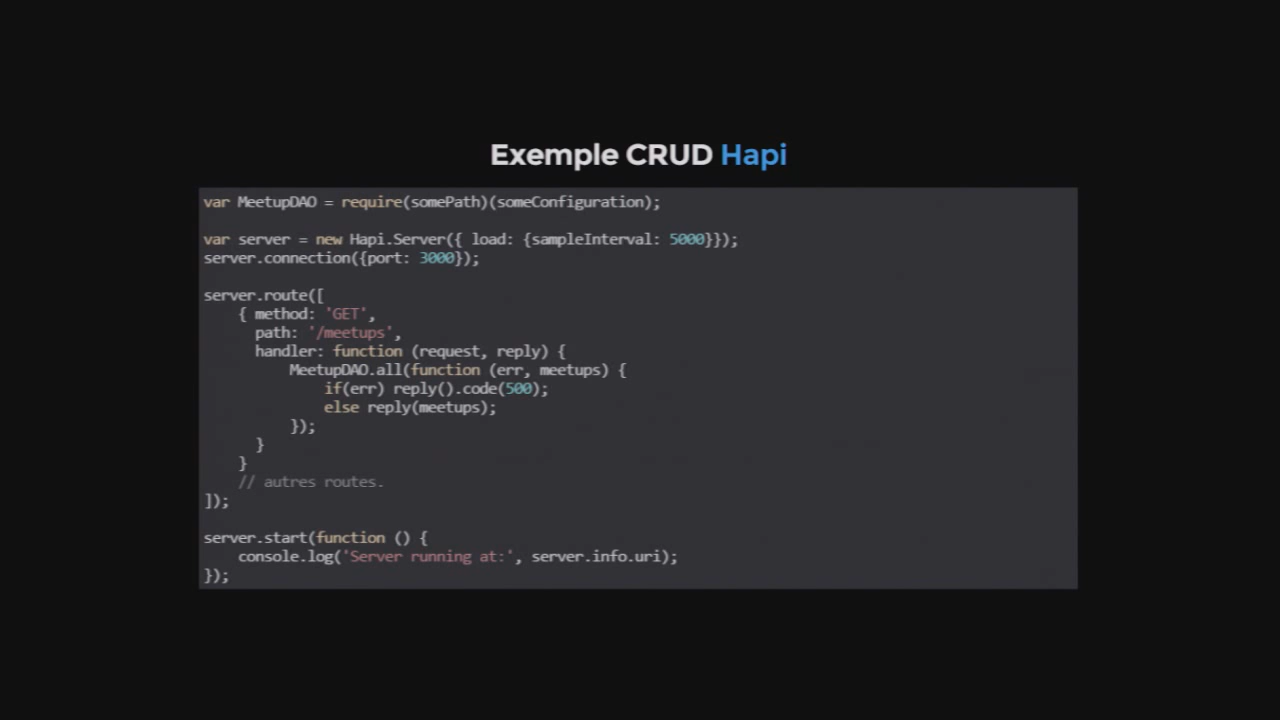 Exemple CRUD Hapi
var MeetupDAO = require(somePath)(someConfiguration);
var server = new Hapi.Server({ load: {sampleInterval: 5000}});
server.connection({port: 3000});
server.route([
    { method: 'GET',
      path: '/meetups',
      handler: function (request, reply) {
          MeetupDAO.all(function (err, meetups) {
              if(err) reply().code(500);
              else reply(meetups);
          });
      }
    }
    // autres routes.
]);
server.start(function () {
    console.log('Server running at:', server.info.uri);
});